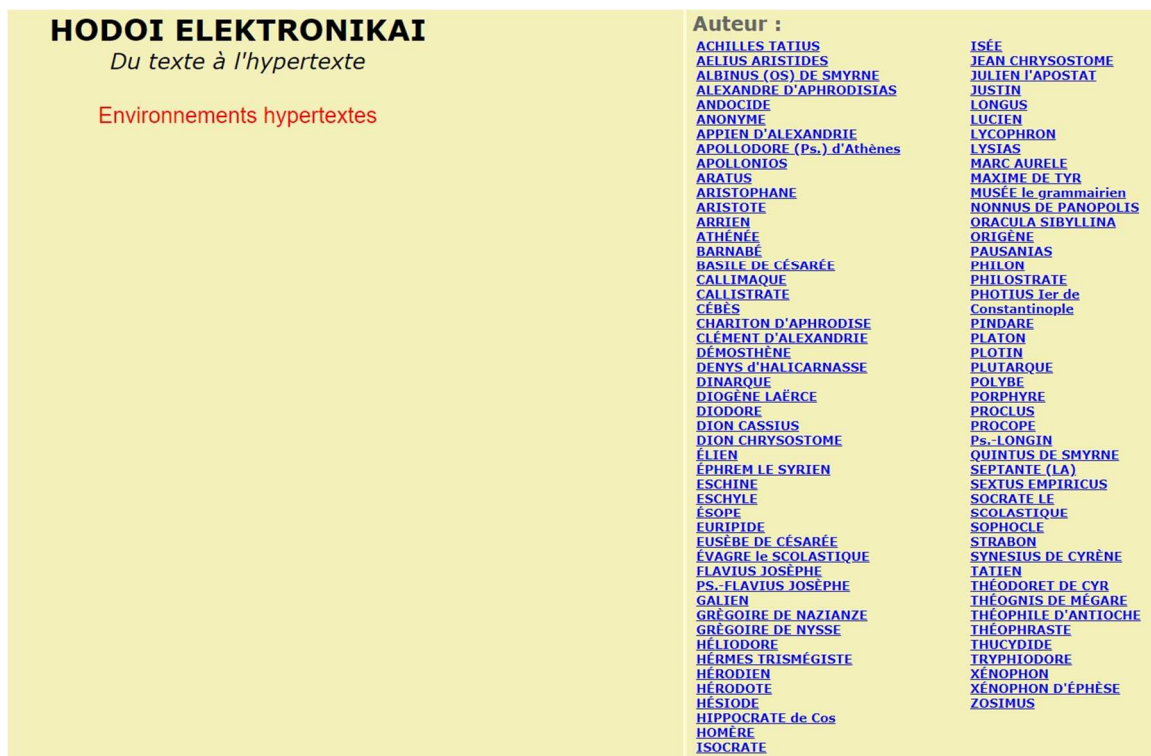 HODOI ELEKTRONIKAI
Du texte à l'hypertexte
Environnements hypertextes
Auteur :
ACHILLES TATIUS
AELIUS ARISTIDES
ALBINUS (OS) DE SMYRNE
ALEXANDRE D'APHRODISIAS
ANDOCIDE
ANONYME
APPIEN D'ALEXANDRIE
APOLLODORE (Ps.) d'Athènes
APOLLONIOS
ARATUS
ARISTOPHANE
ARISTOTE
ARRIEN
ATHÉNÉE
BARNABÉ
BASILE DE CÉSARÉE
CALLIMAQUE
CALLISTRATE
CÉBÈS
CHARITON D'APHRODISE
CLÉMENT D'ALEXANDRIE
DÉMOSTHÈNE
DENYS d'HALICARNASSE
DINARQUE
DIOGÈNE LAËRCE
DIODORE
DION CASSIUS
DION CHRYSOSTOME
ÉLIEN
ÉPHREM LE SYRIEN
ESCHINE
ESCHYLE
ÉSOPE
EURIPIDE
EUSÈBE DE CÉSARÉE
ÉVAGRE le SCOLASTIQUE
FLAVIUS JOSÈPHE
PS.-FLAVIUS JOSÈPHE
GALIEN
GRÈGOIRE DE NAZIANZE
GRÈGOIRE DE NYSSE
HÉLIODORE
HÉRMES TRISMÉGISTE
HÉRODIEN
HÉRODOTE
HÉSIODE
HIPPOCRATE de Cos
HOMÈRE
ISOCRATE
ISÉE
JEAN CHRYSOSTOME
JULIEN l'APOSTAT
JUSTIN
LONGUS
LUCIEN
LYCOPHRON
LYSIAS
MARC AURELE
MAXIME DE TYR
MUSÉE le grammairien
NONNUS DE PANOPOLIS
ORACULA SIBYLLINA
ORIGÈNE
PAUSANIAS
PHILON
PHILOSTRATE
PHOTIUS Ier de
Constantinople
PINDARE
PLATON
PLOTIN
PLUTARQUE
POLYBE
PORPHYRE
PROCLUS
PROCOPE
Ps.-LONGIN
QUINTUS DE SMYRNE
SEPTANTE (LA)
SEXTUS EMPIRICUS
SOCRATE LE
SCOLASTIQUE
SOPHOCLE
STRABON
SYNESIUS DE CYRÈNE
TATIEN
THÉODORET DE CYR
THÉOGNIS DE MÉGARE
THÉOPHILE D'ANTIOCHE
THÉOPHRASTE
THUCYDIDE
TRYPHIODORE
XÉNOPHON
XÉNOPHON D'ÉPHÈSE
ZOSIMUS